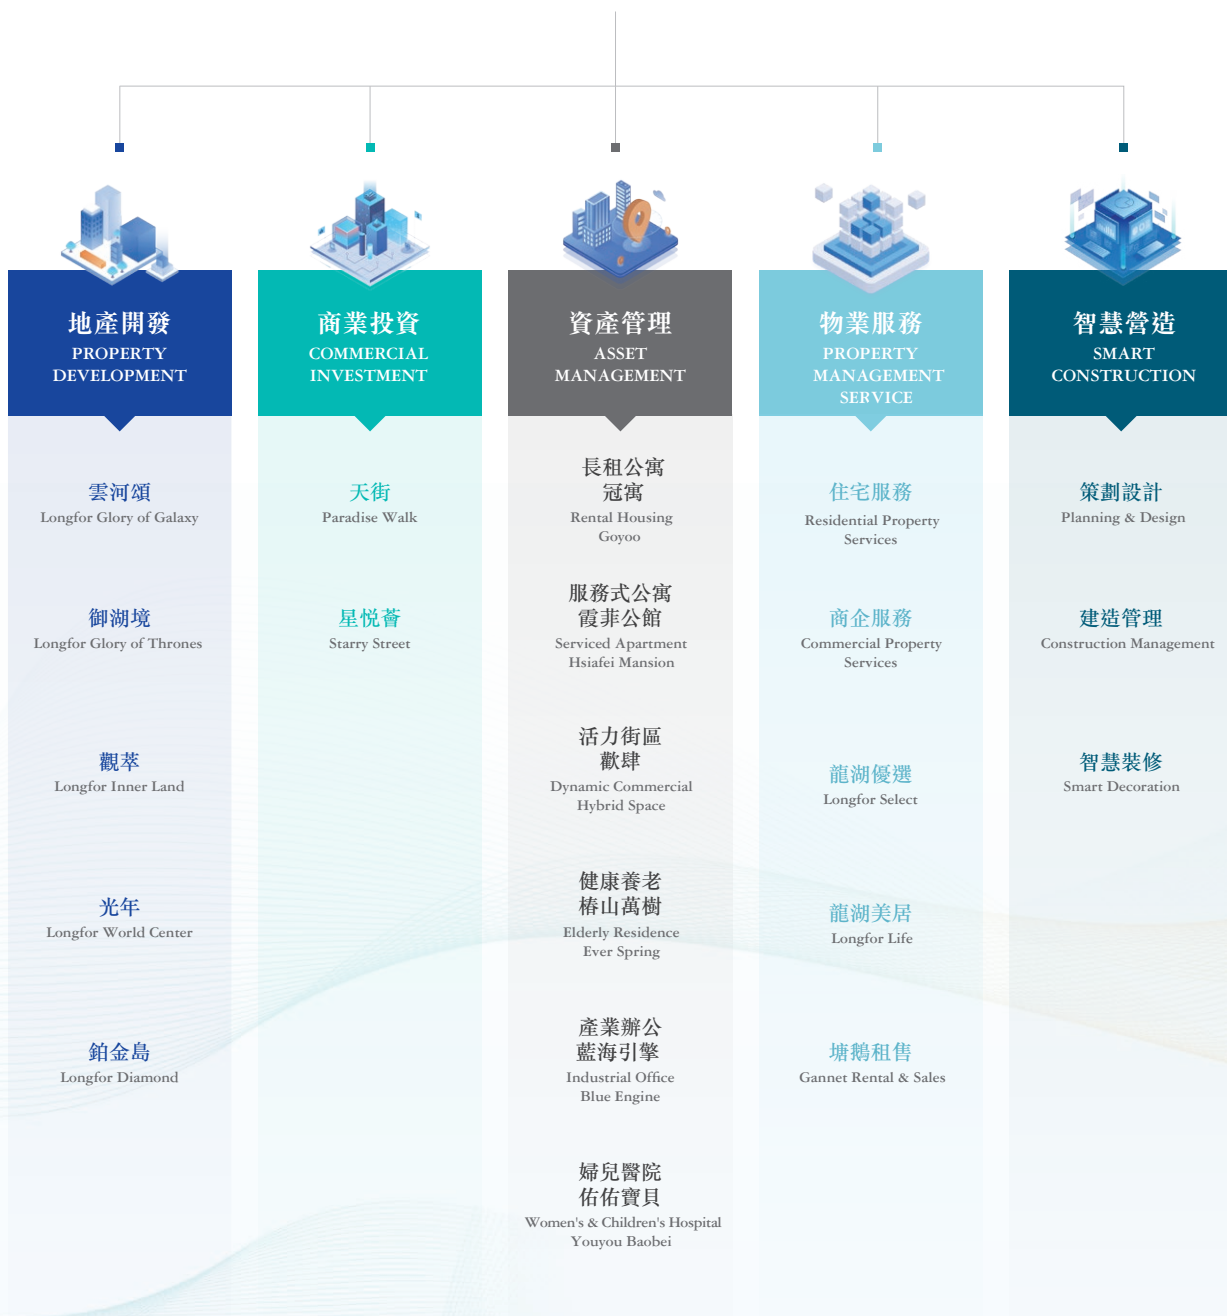 地產開發
PROPERTY
DEVELOPMENT
雲河頌
Longfor Glory of Galaxy
御湖境
Longfor Glory of Thrones
觀萃
Longfor Inner Land
光年
Longfor World Center
鉑金島
Longfor Diamond
商業投資
COMMERCIAL
INVESTMENT
天街
Paradise Walk
星悅薈
Starry Street
資產管理
ASSET
MANAGEMENT
長租公寓
冠寓
Rental Housing
Goyoo
服務式公寓
霞菲公館
Serviced Apartment
Hsiafei Mansion
活力街區
歡肆
Dynamic Commercial
Hybrid Space
健康養老
椿山萬樹
Elderly Residence
Ever Spring
產業辦公
藍海引擎
Industrial Office
Blue Engine
婦兒醫院
佑佑寶貝
Women's & Children's Hospital
Youyou Baobei
物業服務
PROPERTY
MANAGEMENT
SERVICE
住宅服務
Residential Property
Services
商企服務
Commercial Property
Services
龍湖優選
Longfor Select
龍湖美居
Longfor Life
塘鵝租售
Gannet Rental & Sales
智慧營造
SMART
CONSTRUCTION
策劃設計
Planning & Design
建造管理
Construction Management
智慧裝修
Smart Decoration